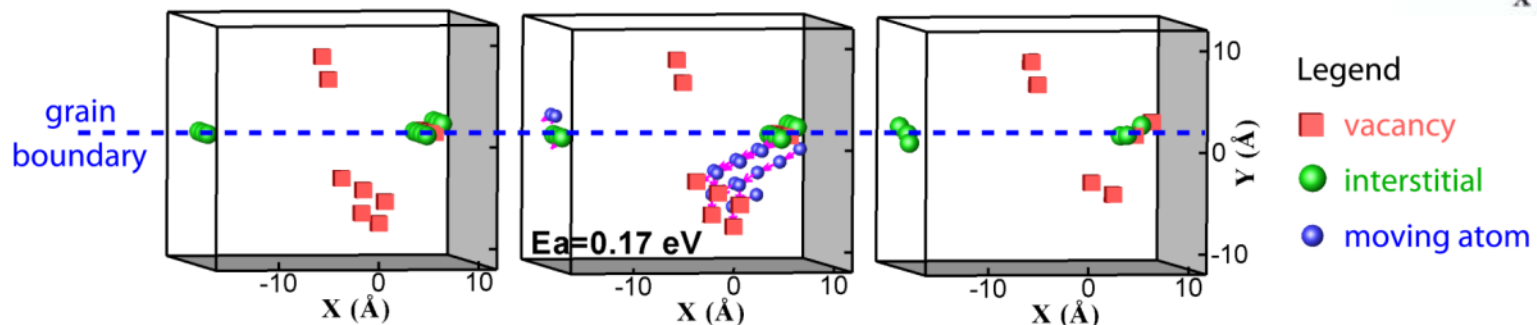 X
grain
boundary
Ea=0.17 eV
-10 0 10
X (Å)
-10 0 10
X (Å)
-10 0 10
X (Å)
10
0
-10
Y (Å)
Legend
vacancy
interstitial
moving atom